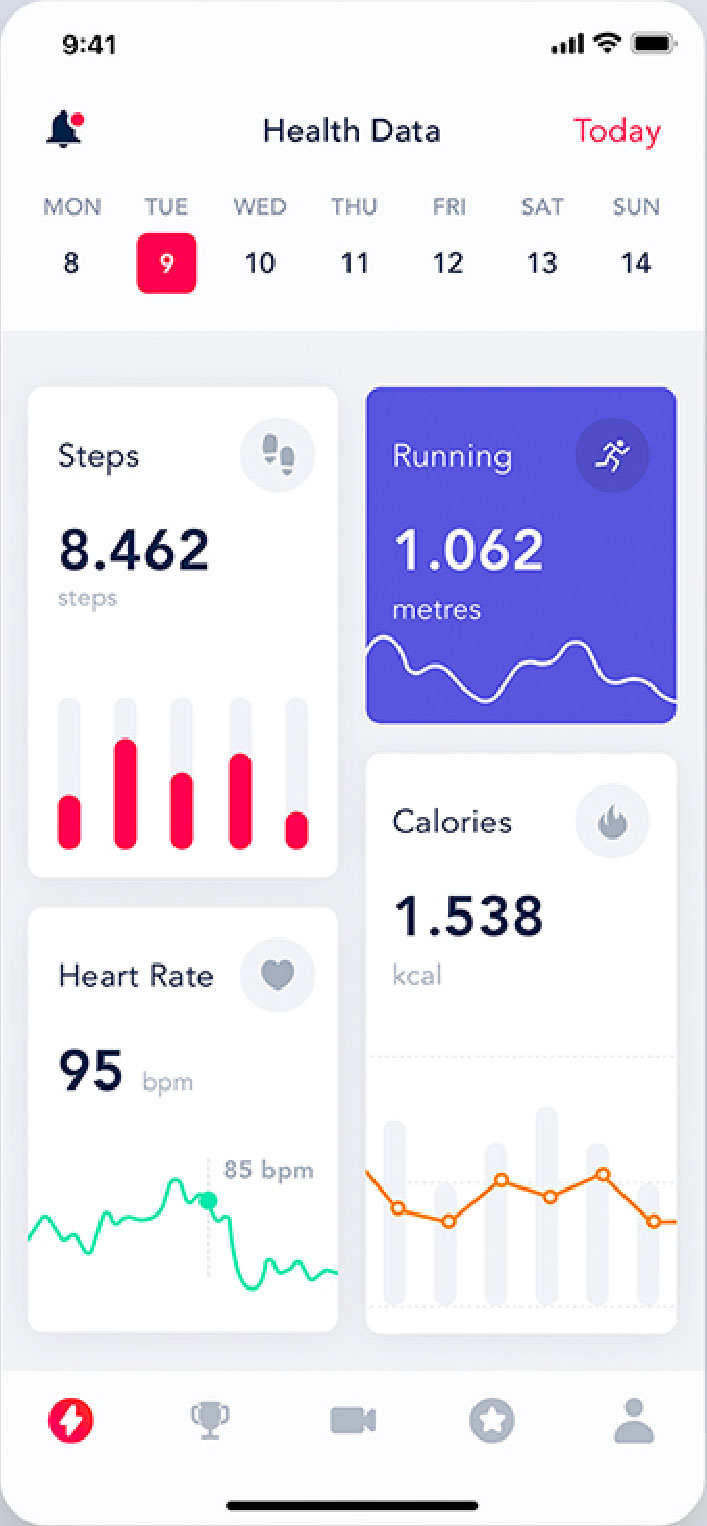 9:41
Health Data
Today
MON TUE WED THU FRI SAT SUN
8 9 10 11 12 13 14
Steps
8.462
steps
Running
1.062
metres
Calories
1.538
kcal
Heart Rate
95 bpm
85 bpm